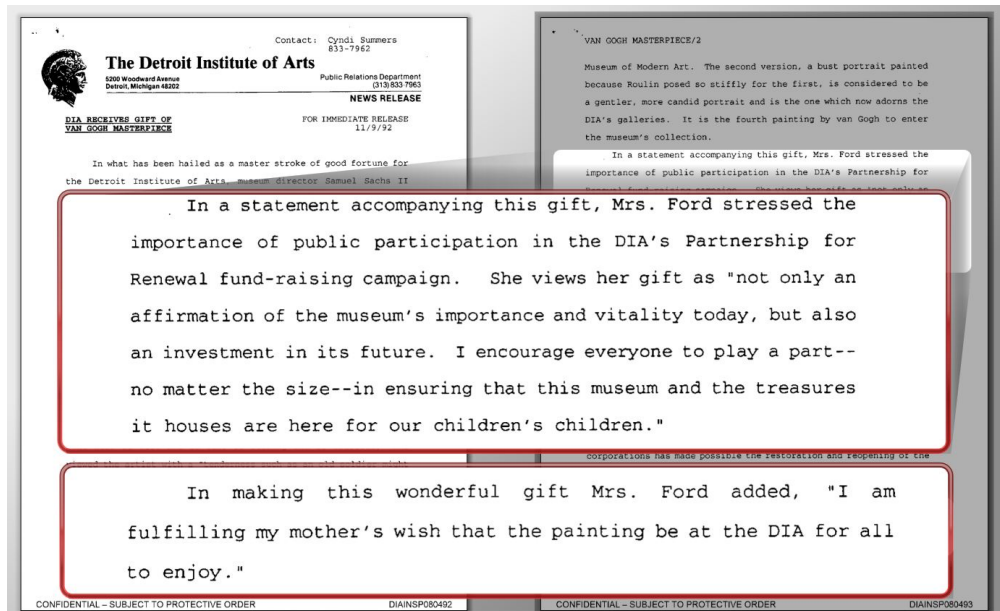 Contact: Cyndi Summers
833-7962
The Detroit Institute of Arts
5200 Woodward Avenue
Detroit, Michigan 48202
Public Relations Department
(313) 833-7963
NEWS RELEASE
DIA RECEIVES GIFT OF
VAN GOGH MASTERPIECE
FOR IMMEDIATE RELEASE
11/9/92
In what has been hailed as a master stroke of good fortune for
the Detroit Institute of Arts, museum director Samuel Sachs II
VAN GOGH MASTERPIECE/2
Museum of Modern Art. The second version, a bust portrait painted
because Roulin posed so stiffly for the first, is considered to be
a gentler, more candid portrait and is the one which now adorns the
DIA's galleries. It is the fourth painting by van Gogh to enter
the museum's collection.
In a statement accompanying this gift, Mrs. Ford stressed the
importance of public participation in the DIA's Partnership for
In a statement accompanying this gift, Mrs. Ford stressed the
importance of public participation in the DIA's Partnership for
Renewal fund-raising campaign. She views her gift as "not only an
affirmation of the museum's importance and vitality today, but also
an investment in its future. I encourage everyone to play a part--
no matter the size--in ensuring that this museum and the treasures
it houses are here for our children's children."
corporations has made possible the restoration and reopening of the
In making this wonderful gift Mrs. Ford added, "I am
fulfilling my mother's wish that the painting be at the DIA for all
to enjoy."
CONFIDENTIAL – SUBJECT TO PROTECTIVE ORDER
DIAINSP080492
CONFIDENTIAL – SUBJECT TO PROTECTIVE ORDER
DIAINSP080493